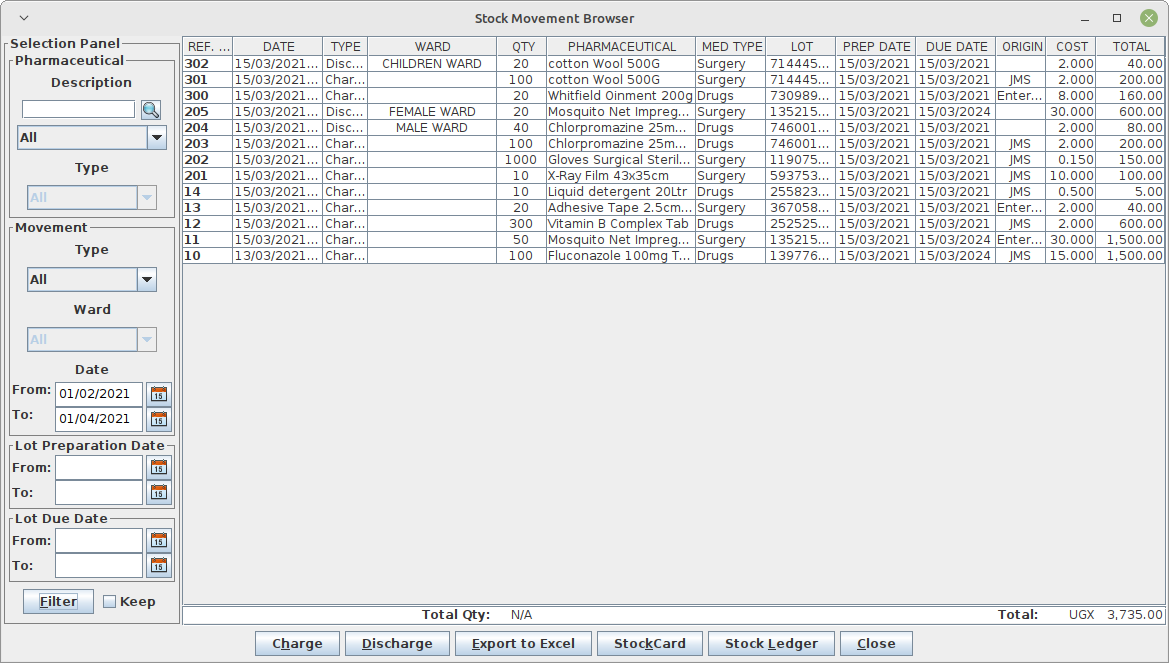 Stock Movement Browser
Selection Panel
Pharmaceutical
Description
All
Type
All
Movement
Type
All
Ward
All
Date
From: 01/02/2021
To: 01/04/2021
Lot Preparation Date
From:
To:
Lot Due Date
From:
To:
Filter Keep
REF. ... DATE TYPE WARD QTY PHARMACEUTICAL MED TYPE LOT PREP DATE DUE DATE ORIGIN COST TOTAL
302 15/03/2021... Disc... CHILDREN WARD 20 cotton Wool 500G Surgery 714445... 15/03/2021 15/03/2021 2.000 40.00
301 15/03/2021... Char... 100 cotton Wool 500G Surgery 714445... 15/03/2021 15/03/2021 JMS 2.000 200.00
300 15/03/2021... Char... 20 Whitfield Oinment 200g Drugs 730989... 15/03/2021 15/03/2021 Enter... 8.000 160.00
205 15/03/2021... Disc... FEMALE WARD 20 Mosquito Net Impreg... Surgery 135215... 15/03/2021 15/03/2024 30.000 600.00
204 15/03/2021... Disc... MALE WARD 40 Chlorpromazine 25m... Drugs 746001... 15/03/2021 15/03/2021 2.000 80.00
203 15/03/2021... Char... 100 Chlorpromazine 25m... Drugs 746001... 15/03/2021 15/03/2021 JMS 2.000 200.00
202 15/03/2021... Char... 1000 Gloves Surgical Steril... Surgery 119075... 15/03/2021 15/03/2021 JMS 0.150 150.00
201 15/03/2021... Char... 10 X-Ray Film 43x35cm Surgery 593753... 15/03/2021 15/03/2021 JMS 10.000 100.00
14 15/03/2021... Char... 10 Liquid detergent 20Ltr Drugs 255823... 15/03/2021 15/03/2021 JMS 0.500 5.00
13 15/03/2021... Char... 20 Adhesive Tape 2.5cm... Surgery 367058... 15/03/2021 15/03/2021 Enter... 2.000 40.00
12 15/03/2021... Char... 300 Vitamin B Complex Tab Drugs 252525... 15/03/2021 15/03/2021 JMS 2.000 600.00
11 15/03/2021... Char... 50 Mosquito Net Impreg... Surgery 135215... 15/03/2021 15/03/2024 Enter... 30.000 1,500.00
10 13/03/2021... Char... 100 Fluconazole 100mg T... Drugs 139776... 15/03/2021 15/03/2024 JMS 15.000 1,500.00
Total Qty: N/A Total: UGX 3,735.00
Charge Discharge Export to Excel StockCard Stock Ledger Close